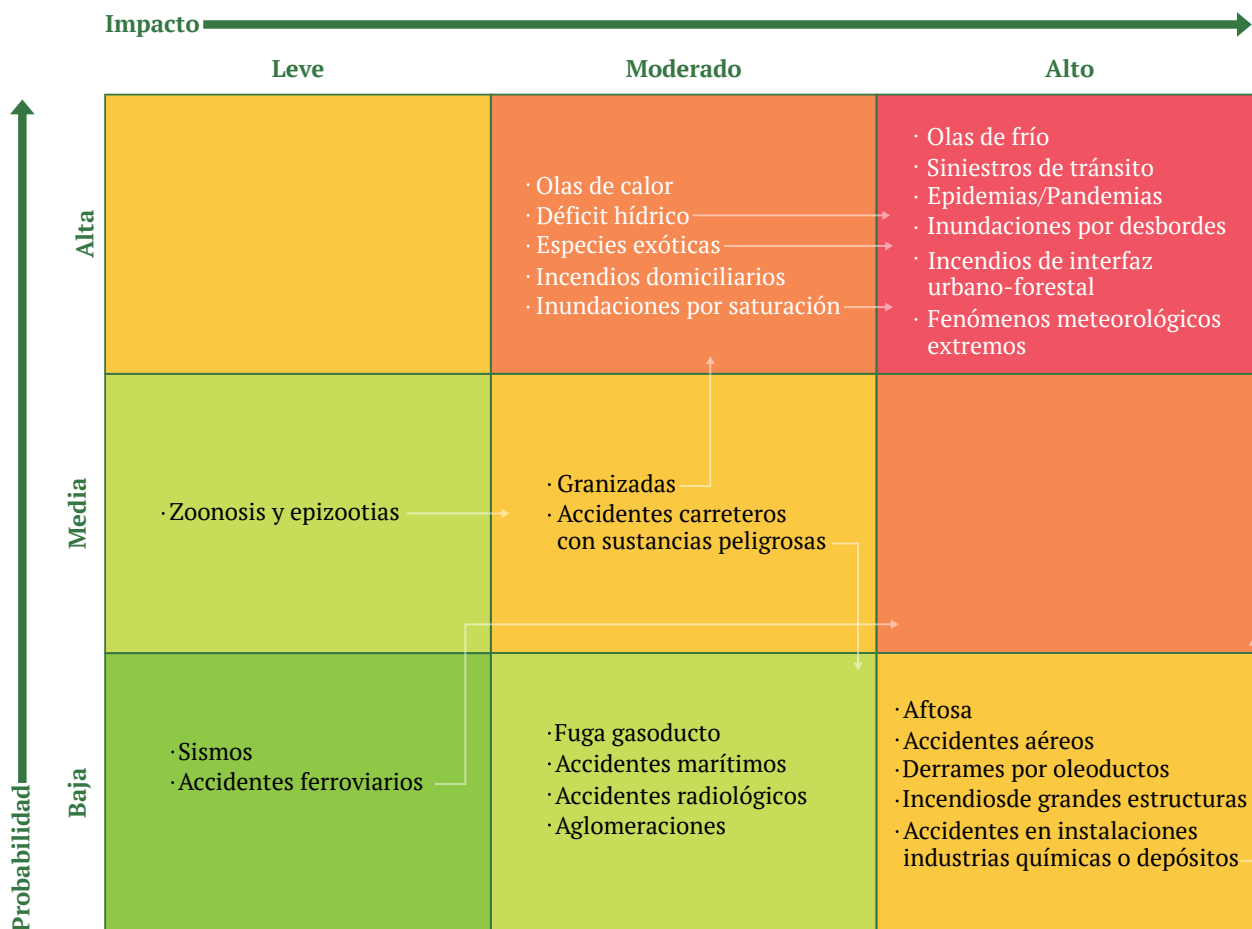 Impacto
Leve
Moderado
Alto
Probabilidad
Alta
· Olas de calor
· Déficit hídrico
· Especies exóticas
· Incendios domiciliarios
· Inundaciones por saturación
· Olas de frío
· Siniestros de tránsito
· Epidemias/Pandemias
· Inundaciones por desbordes
· Incendios de interfaz
urbano-forestal
· Fenómenos meteorológicos
extremos
Media
· Zoonosis y epizootias
· Granizadas
· Accidentes carreteros
con sustancias peligrosas
Baja
· Sismos
· Accidentes ferroviarios
· Fuga gasoducto
· Accidentes marítimos
· Accidentes radiológicos
· Aglomeraciones
· Aftosa
· Accidentes aéreos
· Derrames por oleoductos
· Incendiosde grandes estructuras
· Accidentes en instalaciones
industrias químicas o depósitos